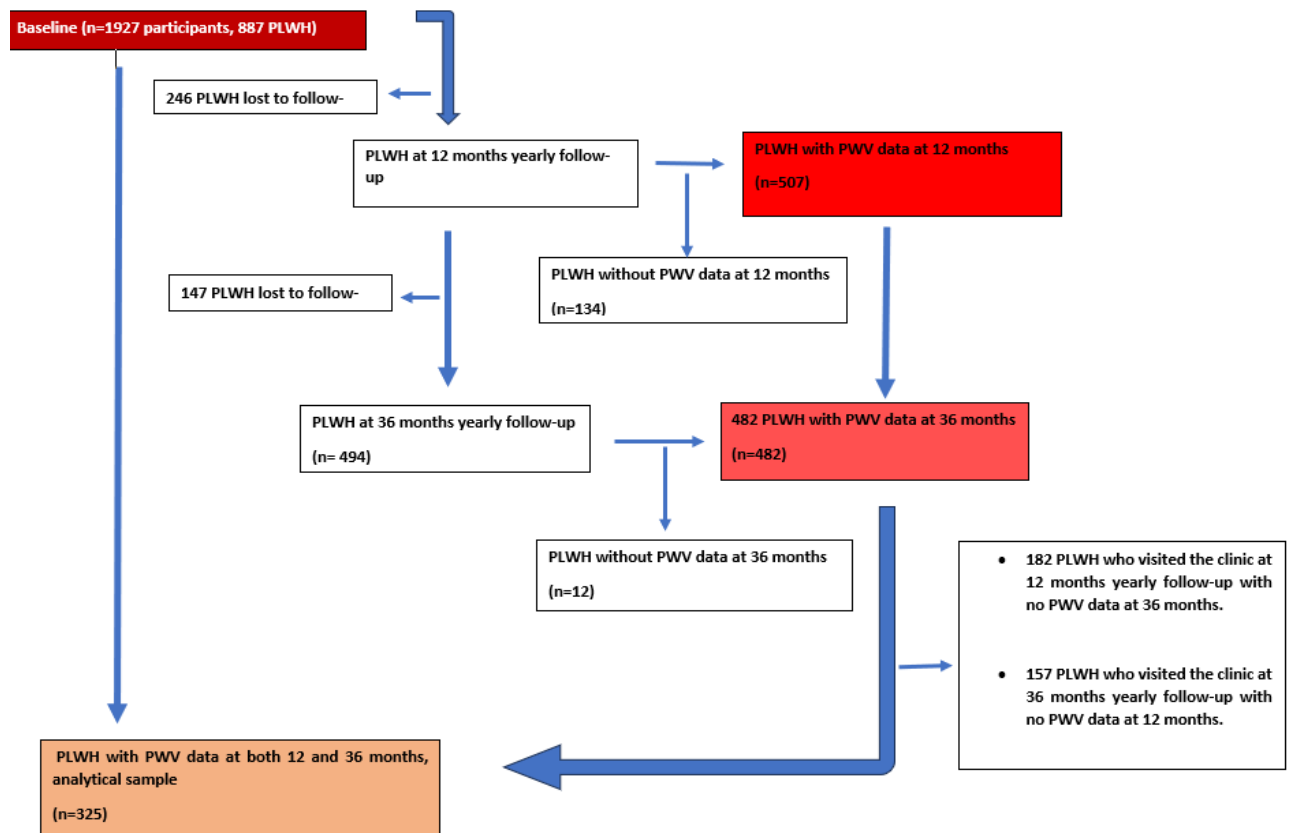 Baseline (n=1927 participants, 887 PLWH)
246 PLWH lost to follow-
PLWH at 12 months yearly follow-
up
PLWH with PWV data at 12 months
(n=507)
PLWH without PWV data at 12 months
(n=134)
147 PLWH lost to follow-
PLWH at 36 months yearly follow-up
(n= 494)
482 PLWH with PWV data at 36 months
(n=482)
PLWH without PWV data at 36 months
(n=12)
• 182 PLWH who visited the clinic at
12 months yearly follow-up with
no PWV data at 36 months.
• 157 PLWH who visited the clinic at
36 months yearly follow-up with
no PWV data at 12 months.
PLWH with PWV data at both 12 and 36 months,
analytical sample
(n=325)